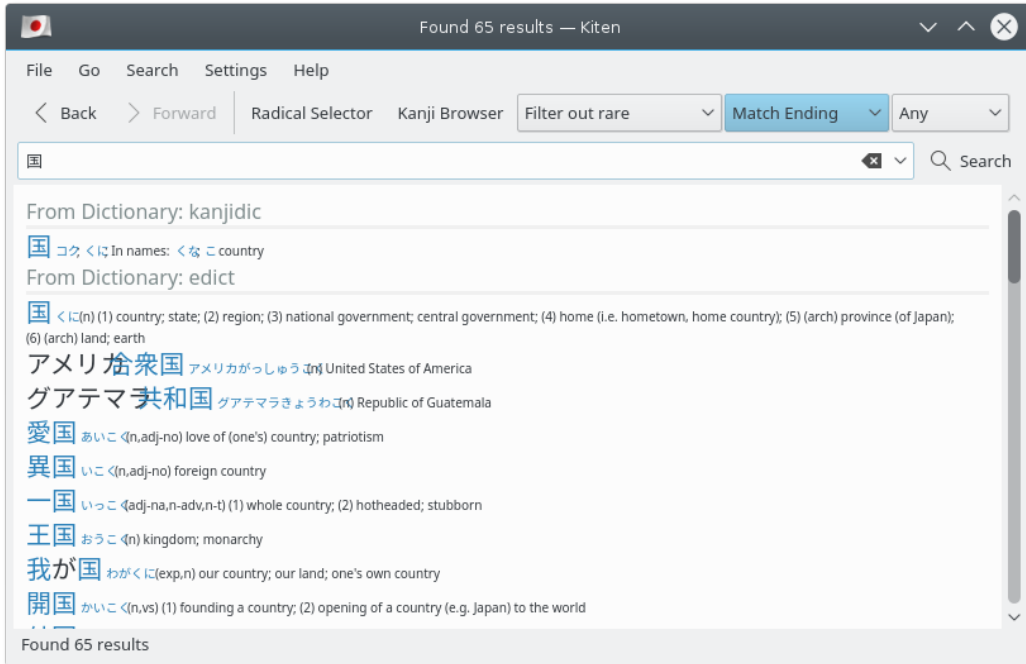 Found 65 results — Kiten
File Go Search Settings Help
Back Forward Radical Selector Kanji Browser Filter out rare Match Ending Any
国 Search
From Dictionary: kanjidic
国 コク, くに In names: くな, こ country
From Dictionary: edict
国 くに (n) (1) country; state; (2) region; (3) national government; central government; (4) home (i.e. hometown, home country); (5) (arch) province (of Japan);
(6) (arch) land; earth
アメリカ合衆国 アメリカがっしゅうこく (n) United States of America
グアテマラ共和国 グアテマラきょうわこく (n) Republic of Guatemala
愛国 あいこく (n,adj-no) love of (one's) country; patriotism
異国 いこく (n,adj-no) foreign country
一国 いっこく (adj-na,n-adv,n-t) (1) whole country; (2) hotheaded; stubborn
王国 おうこく (n) kingdom; monarchy
我が国 わがくに (exp,n) our country; our land; one's own country
開国 かいこく (n,vs) (1) founding a country; (2) opening of a country (e.g. Japan) to the world
Found 65 results